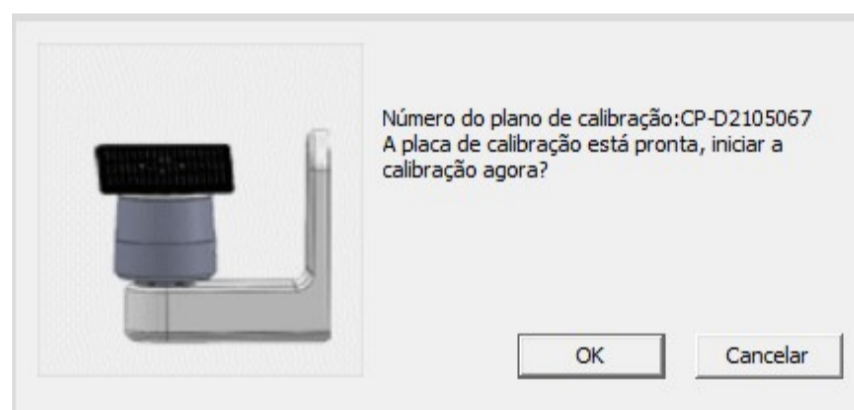 Número do plano de calibração:CP-D2105067
A placa de calibração está pronta, iniciar a
calibração agora?
OK
Cancelar